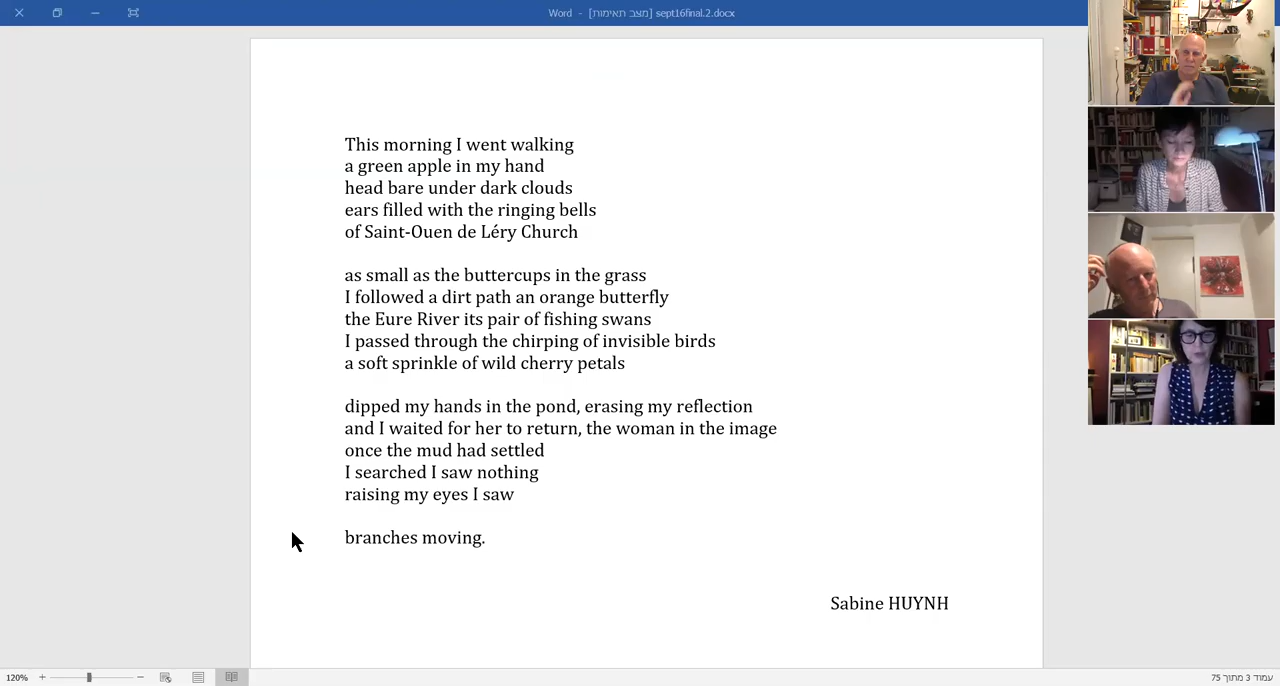 Word - [מצב תאימות] sept16final.2.docx
This morning I went walking
a green apple in my hand
head bare under dark clouds
ears filled with the ringing bells
of Saint-Ouen de Léry Church
as small as the buttercups in the grass
I followed a dirt path an orange butterfly
the Eure River its pair of fishing swans
I passed through the chirping of invisible birds
a soft sprinkle of wild cherry petals
dipped my hands in the pond, erasing my reflection
and I waited for her to return, the woman in the image
once the mud had settled
I searched I saw nothing
raising my eyes I saw
branches moving.
Sabine HUYNH
120%
עמוד 3 מתוך 75